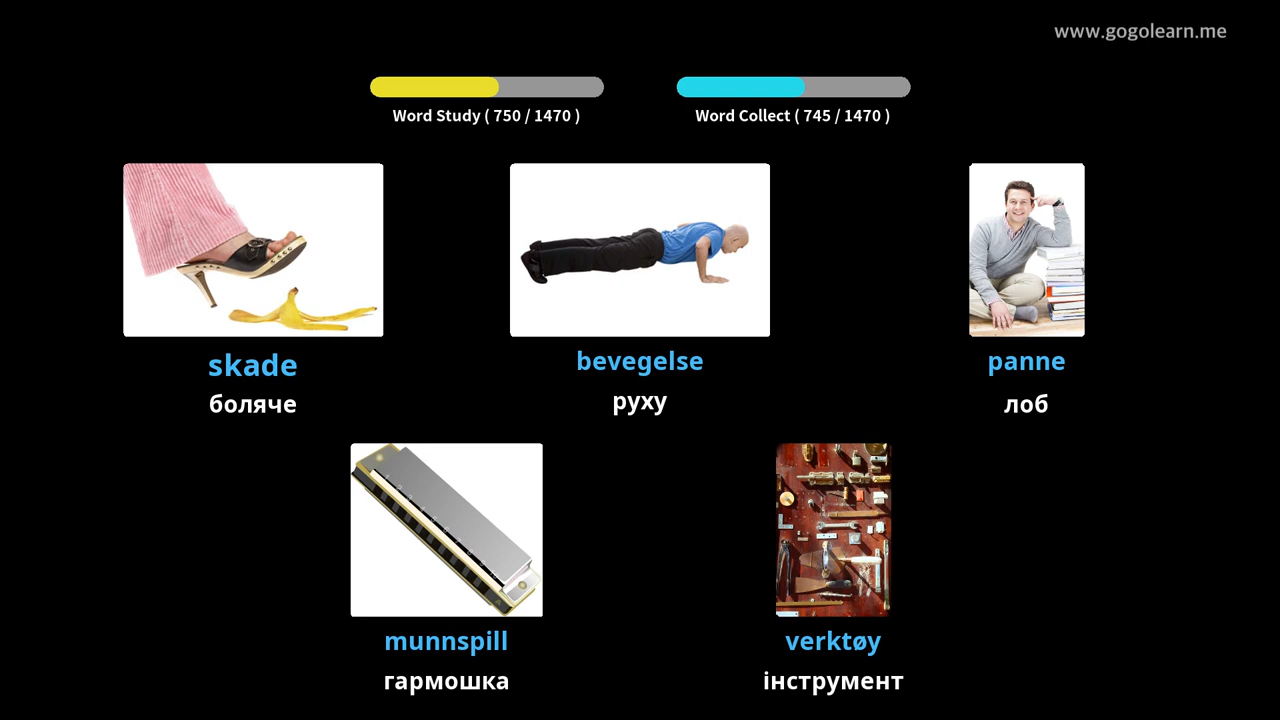 www.gogolearn.me
Word Study ( 750 / 1470 )
Word Collect ( 745 / 1470 )
skade
боляче
bevegelse
руху
panne
лоб
munnspill
гармошка
verktøy
інструмент